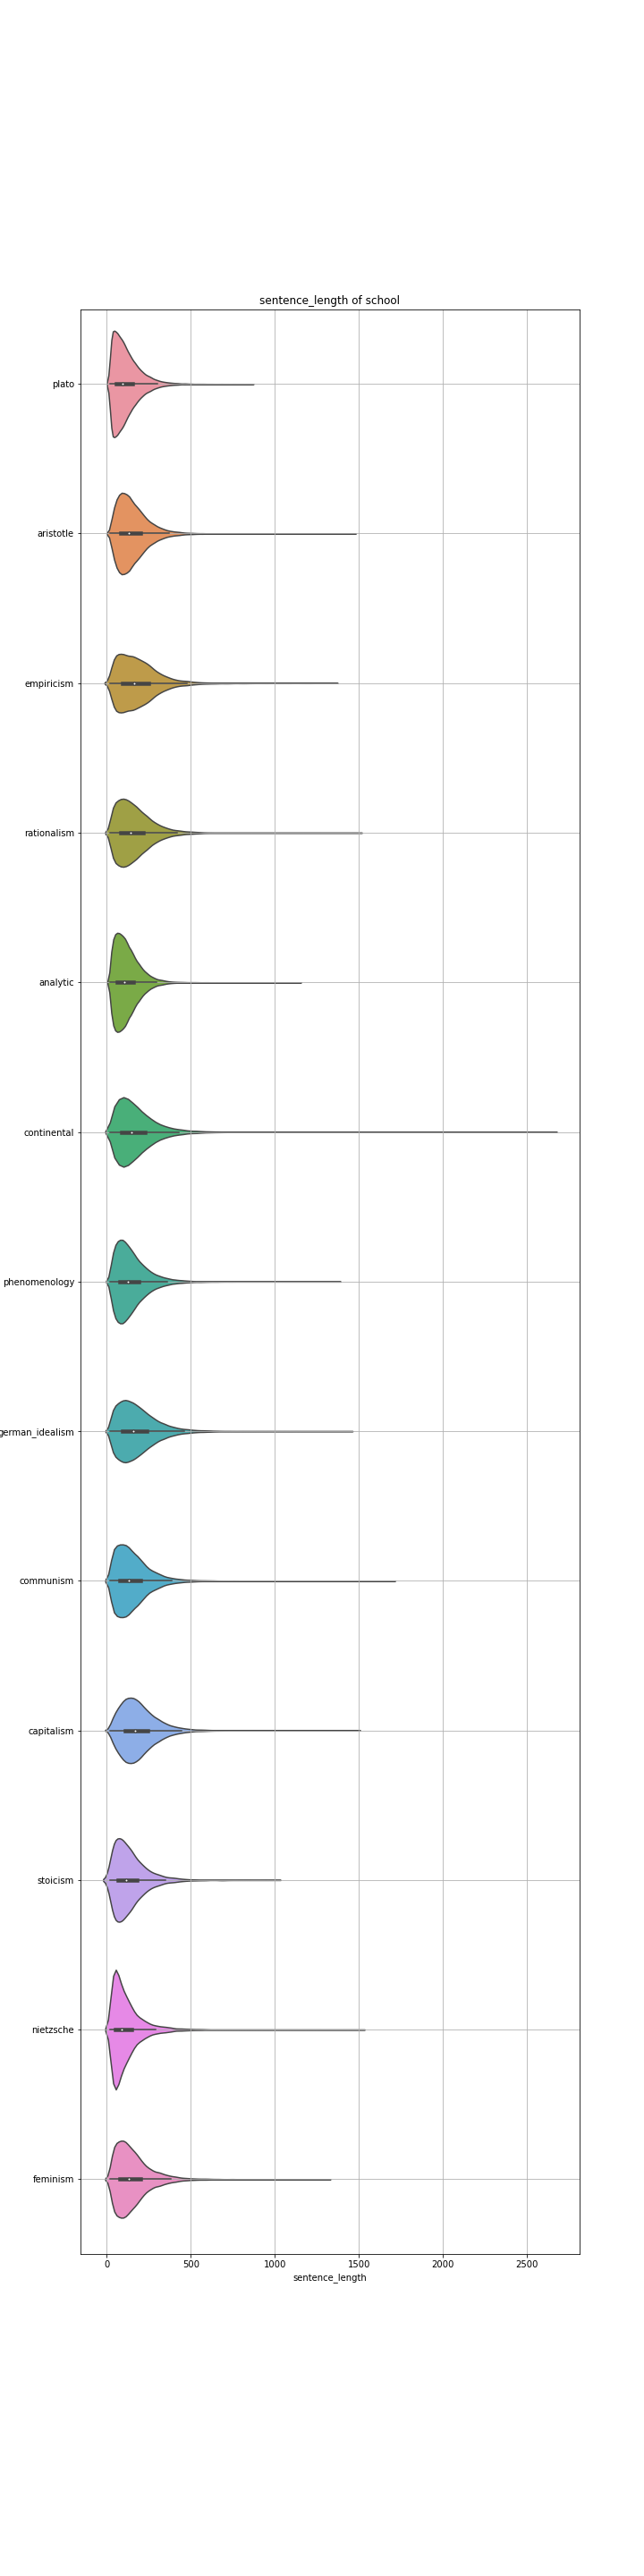 sentence_length of school
plato
aristotle
empiricism
rationalism
analytic
continental
phenomenology
german_idealism
communism
capitalism
stoicism
nietzsche
feminism
0 500 1000 1500 2000 2500
sentence_length